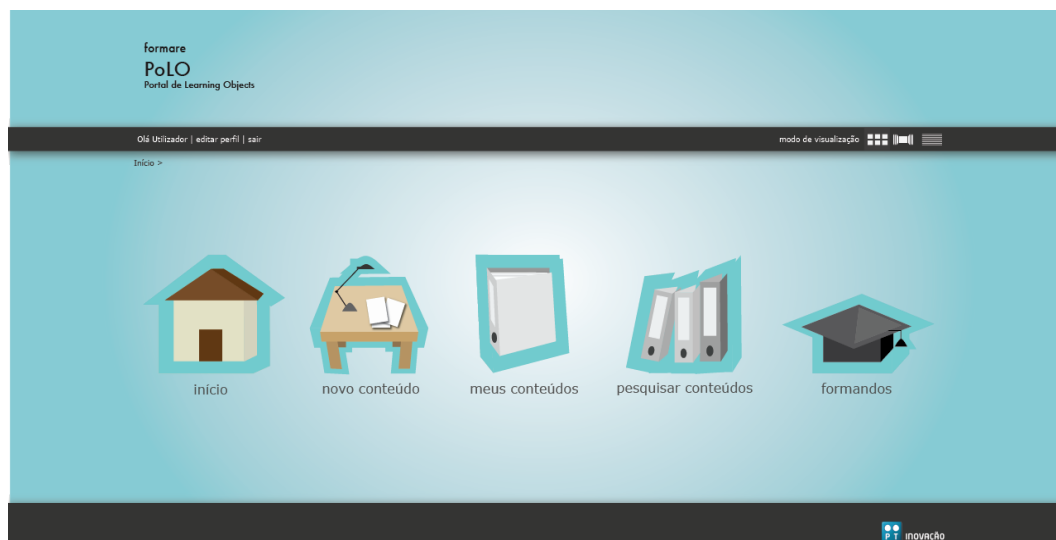 formare
PoLO
Portal de Learning Objects
Olá Utilizador | editar perfil | sair
modo de visualização
Início >
início
novo conteúdo
meus conteúdos
pesquisar conteúdos
formandos
PT INOVAÇÃO